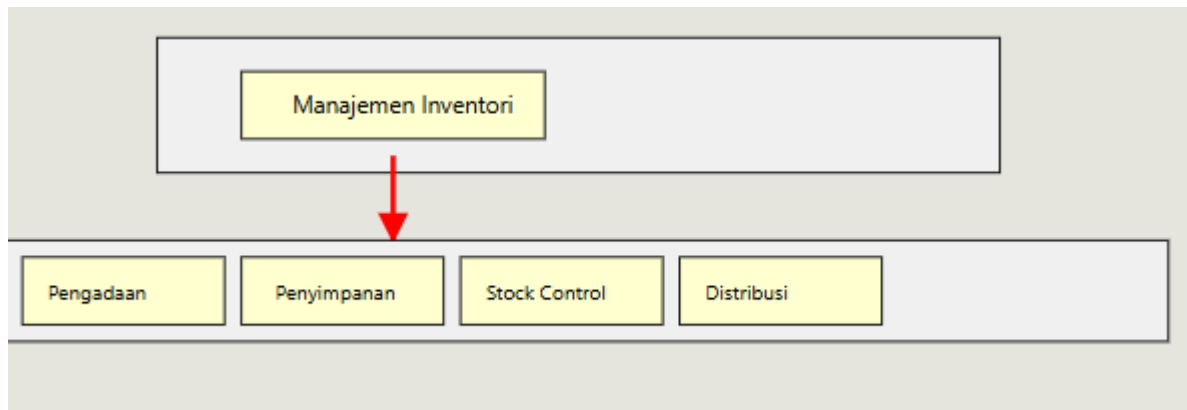 Manajemen Inventori
Pengadaan
Penyimpanan
Stock Control
Distribusi